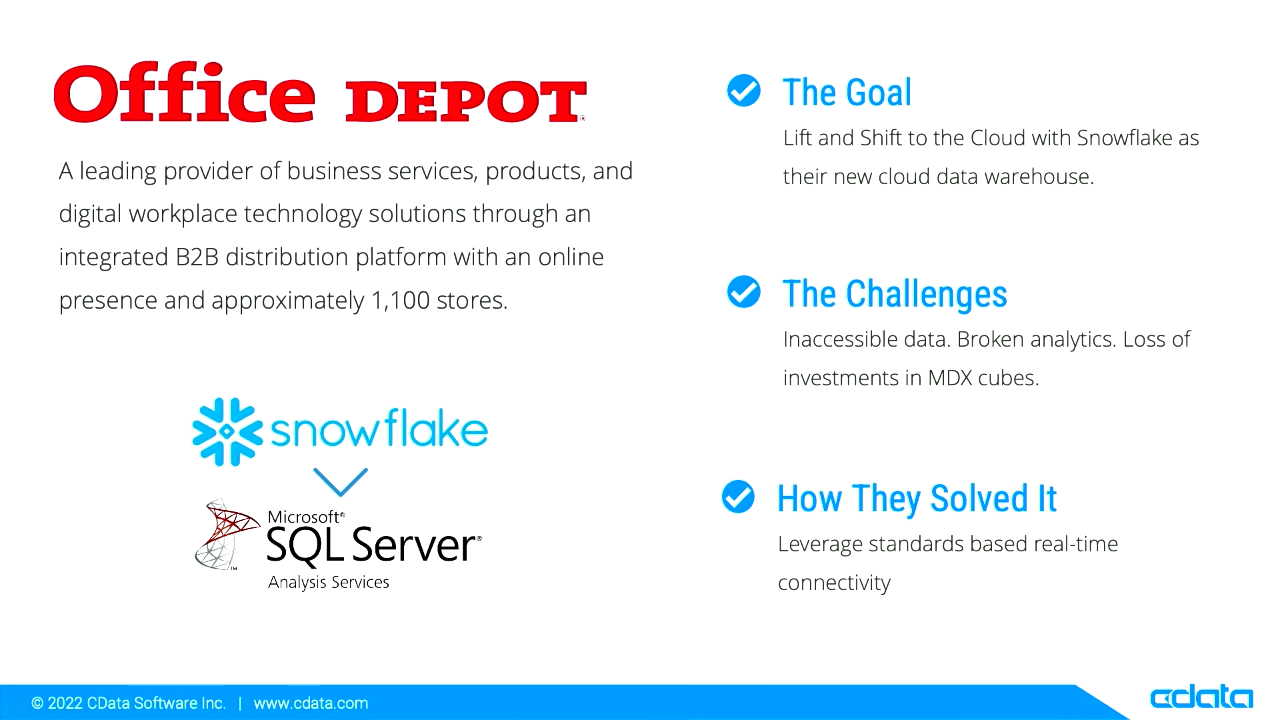 Office DEPOT®
A leading provider of business services, products, and
digital workplace technology solutions through an
integrated B2B distribution platform with an online
presence and approximately 1,100 stores.
snowflake
Microsoft®
SQL Server®
™
Analysis Services
The Goal
Lift and Shift to the Cloud with Snowflake as
their new cloud data warehouse.
The Challenges
Inaccessible data. Broken analytics. Loss of
investments in MDX cubes.
How They Solved It
Leverage standards based real-time
connectivity
© 2022 CData Software Inc. | www.cdata.com
cdata